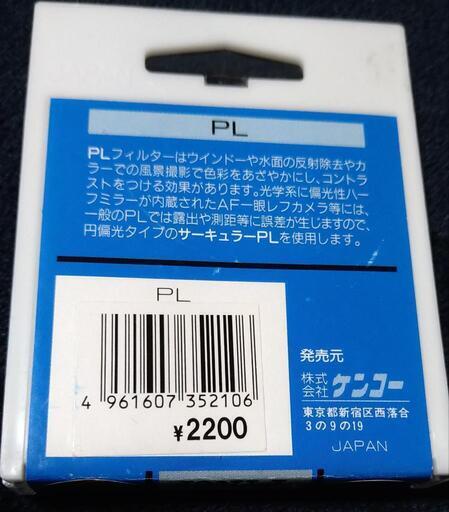 PL
PLフィルターはウインドーや水面の反射除去やカ
ラーでの風景撮影で色彩をあざやかにし、コントラ
ストをつける効果があります。光学系に偏光性ハー
フミラーが内蔵されたAF一眼レフカメラ等には、
一般のPLでは露出や測距等に誤差が生じますので、
円偏光タイプのサーキュラーPLを使用します。
PL
4 961607 352106
¥2200
発売元
株式会社 ケンコー
東京都新宿区西落合
3の9の19
JAPAN